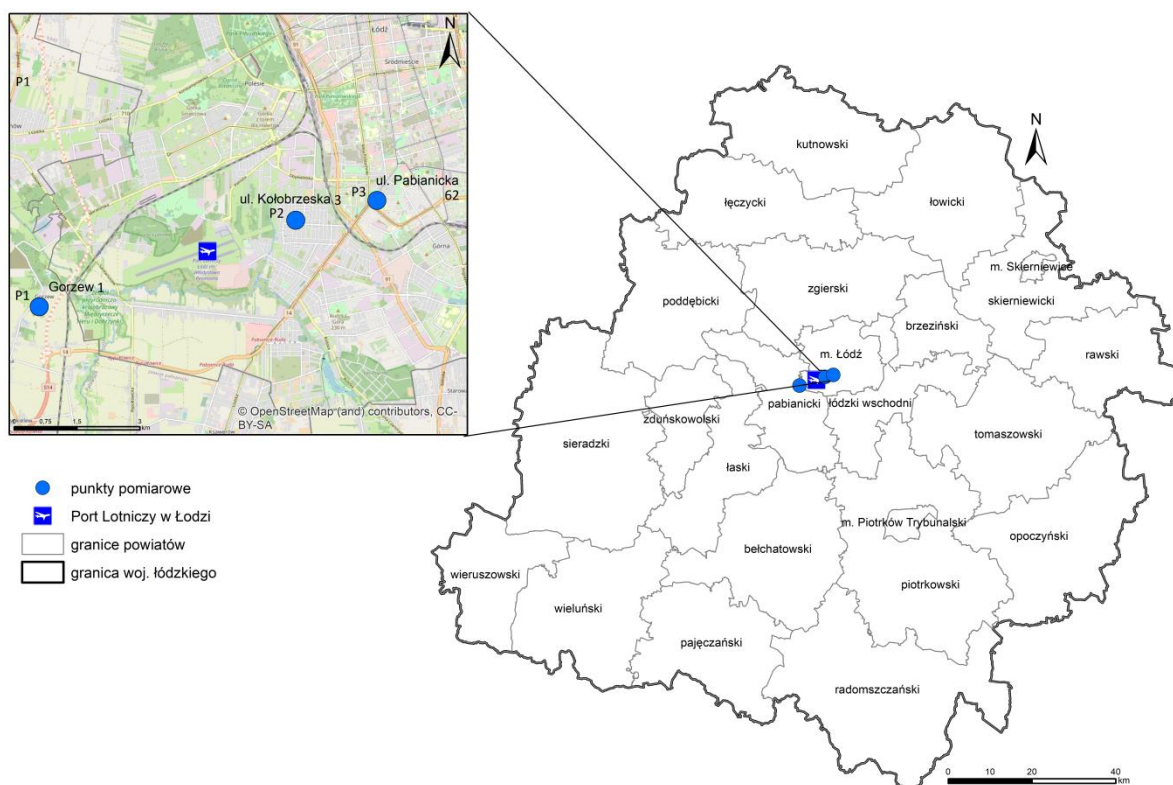 N
Łódź
Śródmieście
Polesie
P1
ul. Pabianicka
P3
62
ul. Kołobrzeska 3
P2
Górna
Gorzew 1
P1
14
14
© OpenStreetMap (and) contributors, CC-
BY-SA
0 0.75 1.5 3
km
N
kutnowski
łęczycki
łowicki
m. Skierniewice
zgierski
skierniewicki
poddębicki
brzeziński
rawski
m. Łódź
pabianicki
łódzki wschodni
zduńskowolski
tomaszowski
sieradzki
łaski
m. Piotrków Trybunalski
opoczyński
bełchatowski
wieruszowski
piotrkowski
wieluński
pajęczański
radomszczański
punkty pomiarowe
Port Lotniczy w Łodzi
granice powiatów
granica woj. łódzkiego
0 10 20 40
km